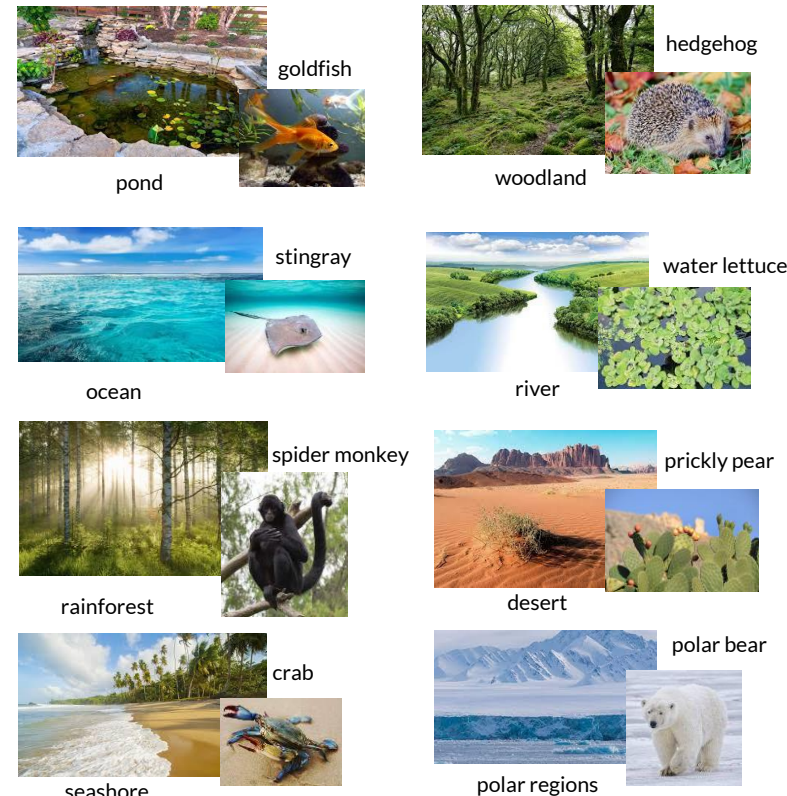 goldfish
pond
hedgehog
woodland
stingray
ocean
water lettuce
river
spider monkey
rainforest
prickly pear
desert
crab
seashore
polar bear
polar regions